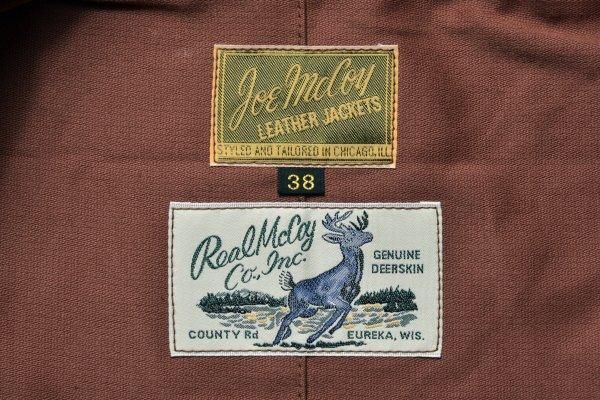 Joe McCoy
LEATHER JACKETS
STYLED AND TAILORED IN CHICAGO, ILL.
38
Real McCoy
Co., Inc.
GENUINE
DEERSKIN
COUNTY Rd EUREKA, WIS.